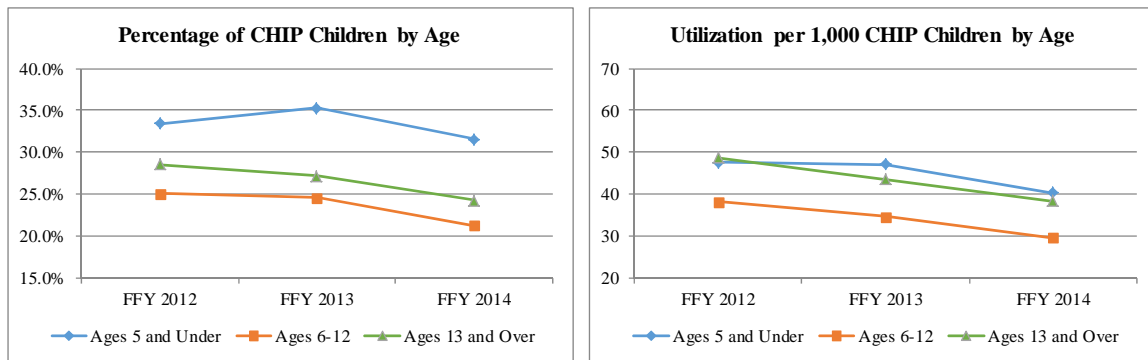 Percentage of CHIP Children by Age
40.0%
35.0%
30.0%
25.0%
20.0%
15.0%
FFY 2012 FFY 2013 FFY 2014
Ages 5 and Under Ages 6-12 Ages 13 and Over
Utilization per 1,000 CHIP Children by Age
70
60
50
40
30
20
FFY 2012 FFY 2013 FFY 2014
Ages 5 and Under Ages 6-12 Ages 13 and Over